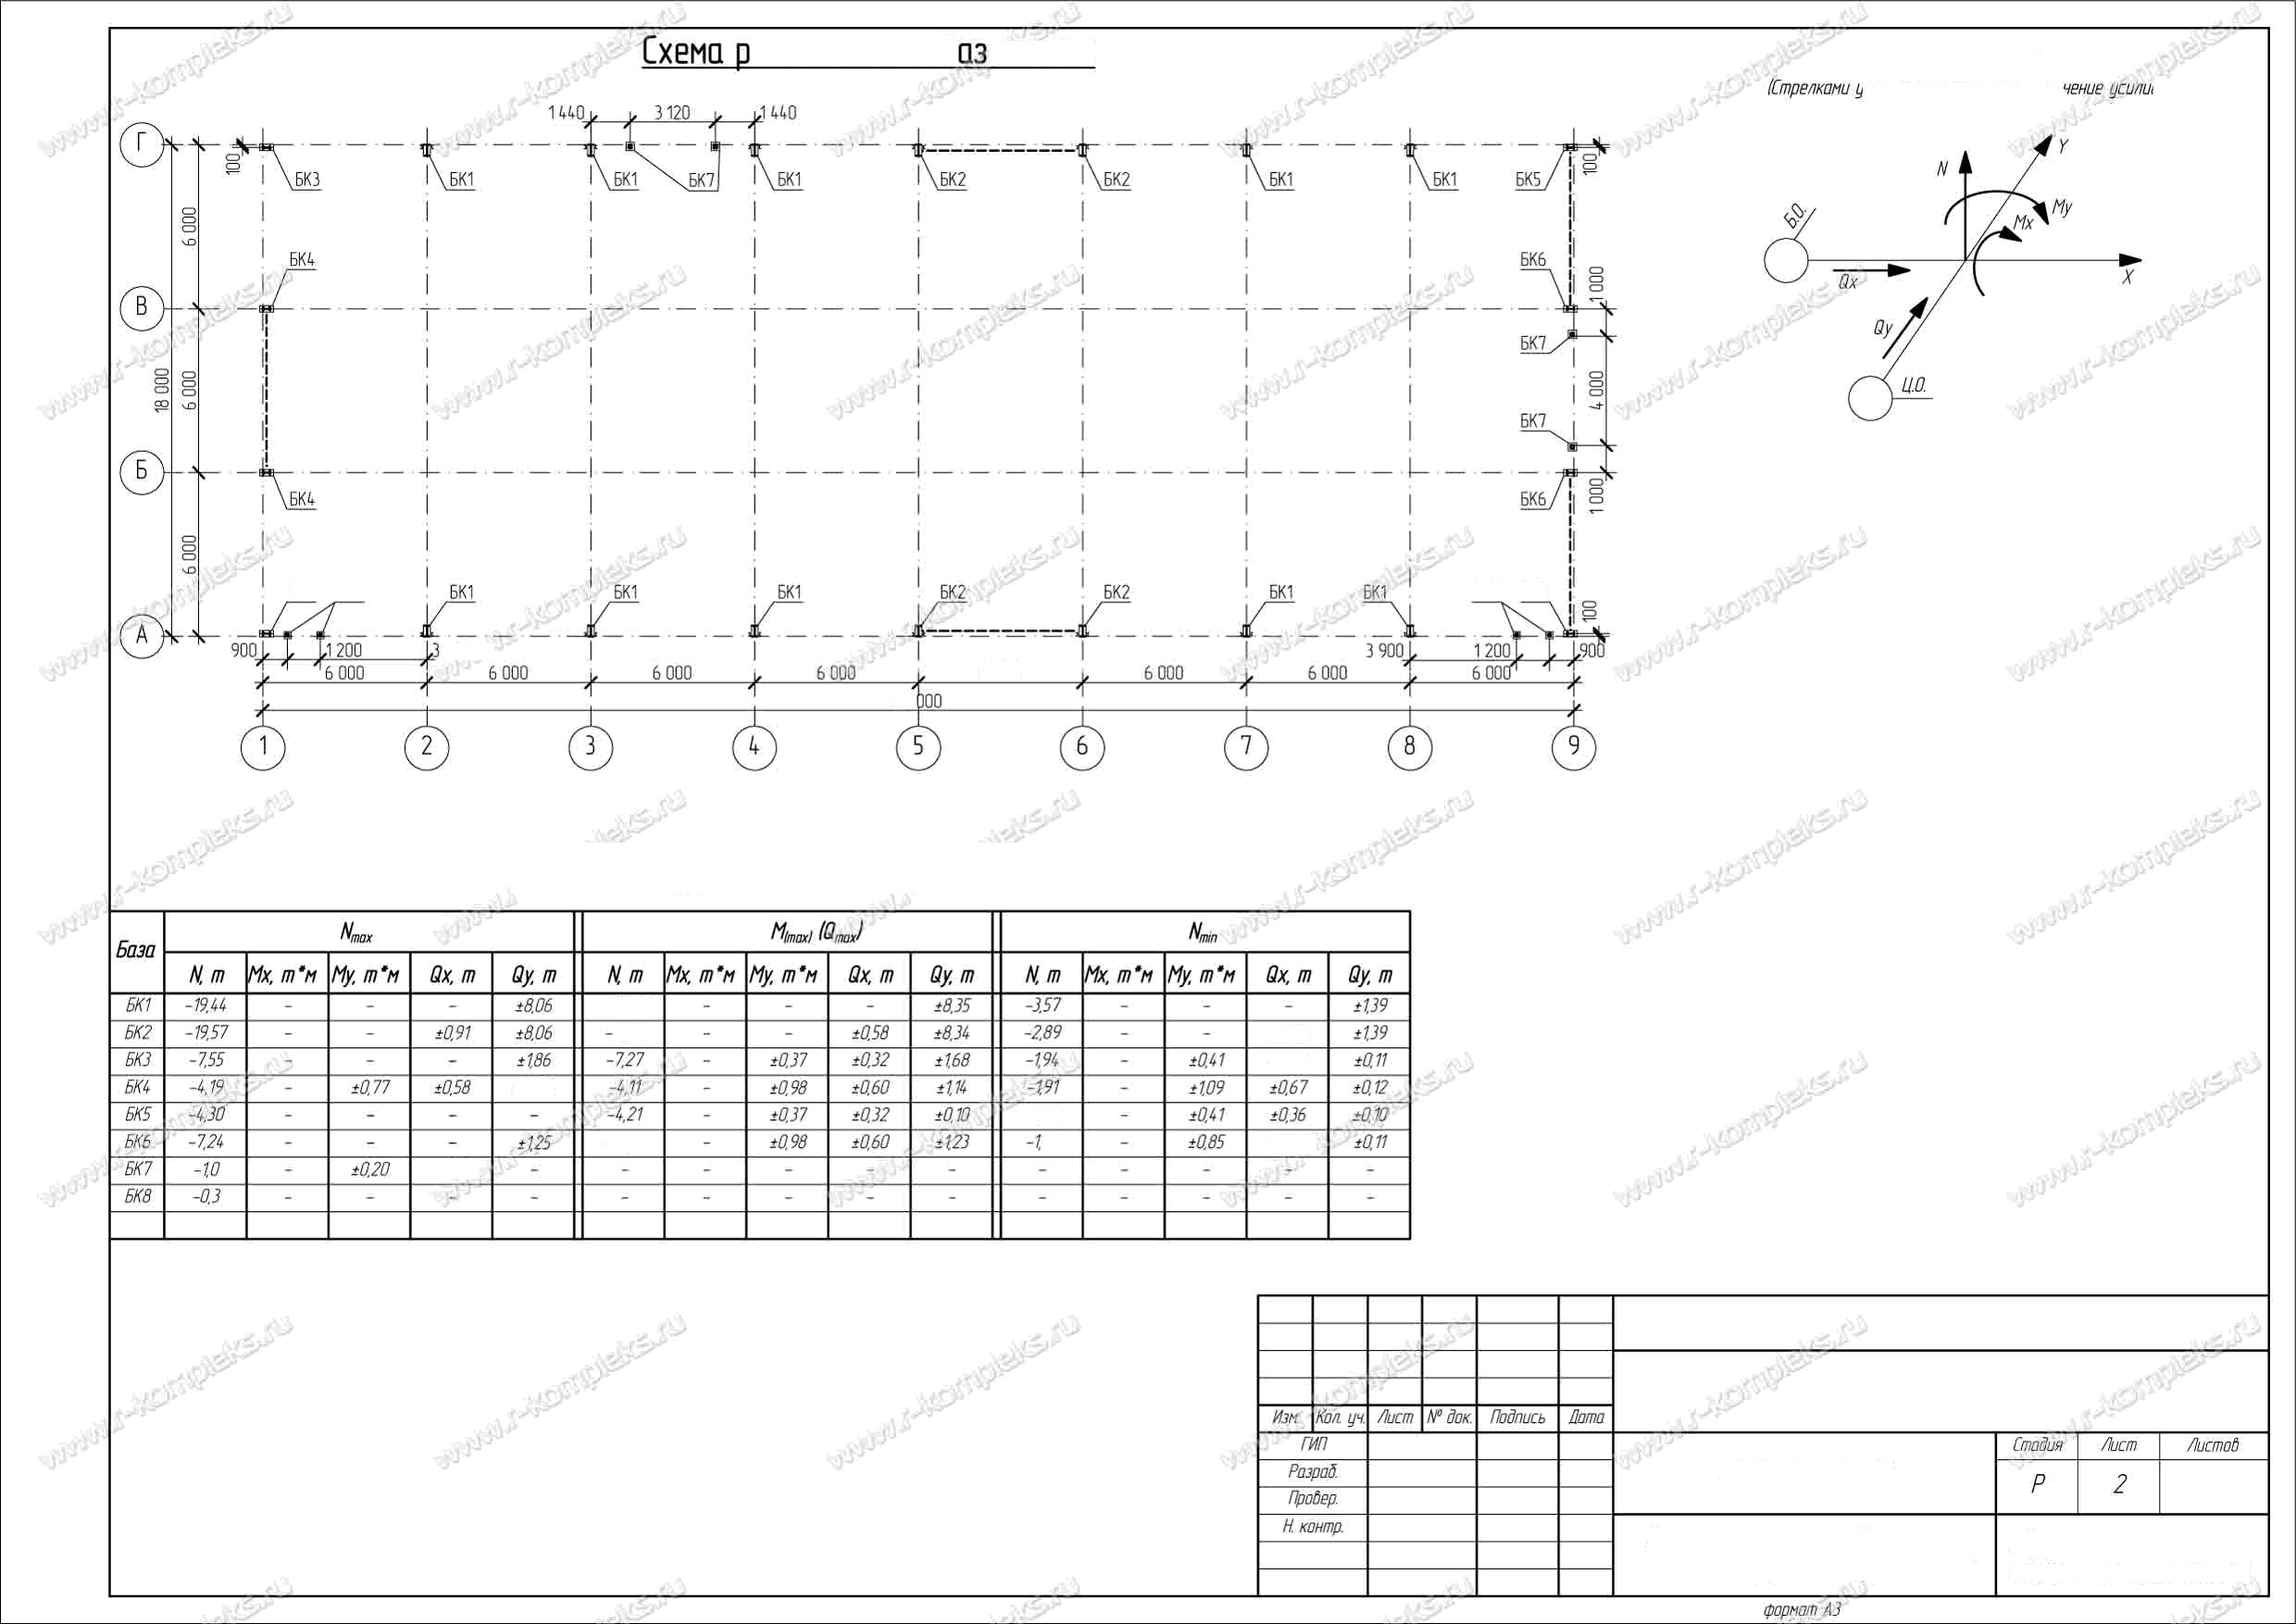 Схема р аз
(Стрелками у чение усили
1 440 3 120 1 440
Г
100
БК3 БК1 БК1 БК7 БК1 БК2 БК2 БК1 БК1 БК5
100
6 000
БК4 БК6
1 000
В
БК7
18 000
6 000
4 000
БК7
Б
БК4 БК6
1 000
6 000
БК1 БК1 БК1 БК2 БК2 БК1 БК1
100
А
900 1 200 3 3 900 1 200 900
6 000 6 000 6 000 6 000 6 000 6 000 6 000
000
1 2 3 4 5 6 7 8 9
N
Y
My
Mx
Б.О.
Qx
X
Qy
Ц.О.
База Nmax M(max) (Qmax) Nmin
N, т Mx, т*м My, т*м Qx, т Qy, т N, т Mx, т*м My, т*м Qx, т Qy, т N, т Mx, т*м My, т*м Qx, т Qy, т
БК1 -19,44 - - - ±8,06 - - - ±8,35 -3,57 - - - ±1,39
БК2 -19,57 - - ±0,91 ±8,06 - - - ±0,58 ±8,34 -2,89 - - ±1,39
БК3 -7,55 - - - ±1,86 -7,27 - ±0,37 ±0,32 ±1,68 -1,94 - ±0,41 ±0,11
БК4 -4,19 - ±0,77 ±0,58 -4,11 - ±0,98 ±0,60 ±1,14 -1,91 - ±1,09 ±0,67 ±0,12
БК5 -4,30 - - - - -4,21 - ±0,37 ±0,32 ±0,10 - ±0,41 ±0,36 ±0,10
БК6 -7,24 - - - ±1,25 - ±0,98 ±0,60 ±1,23 -1, - ±0,85 ±0,11
БК7 -1,0 - ±0,20 - - - - - - - - - - -
БК8 -0,3 - - - - - - - - - - - - - -
Изм. Кол. уч. Лист № док. Подпись Дата
ГИП
Разраб.
Провер.
Н. контр.
Стадия Лист Листов
Р 2
формат А3
www.r-kompleks.ru